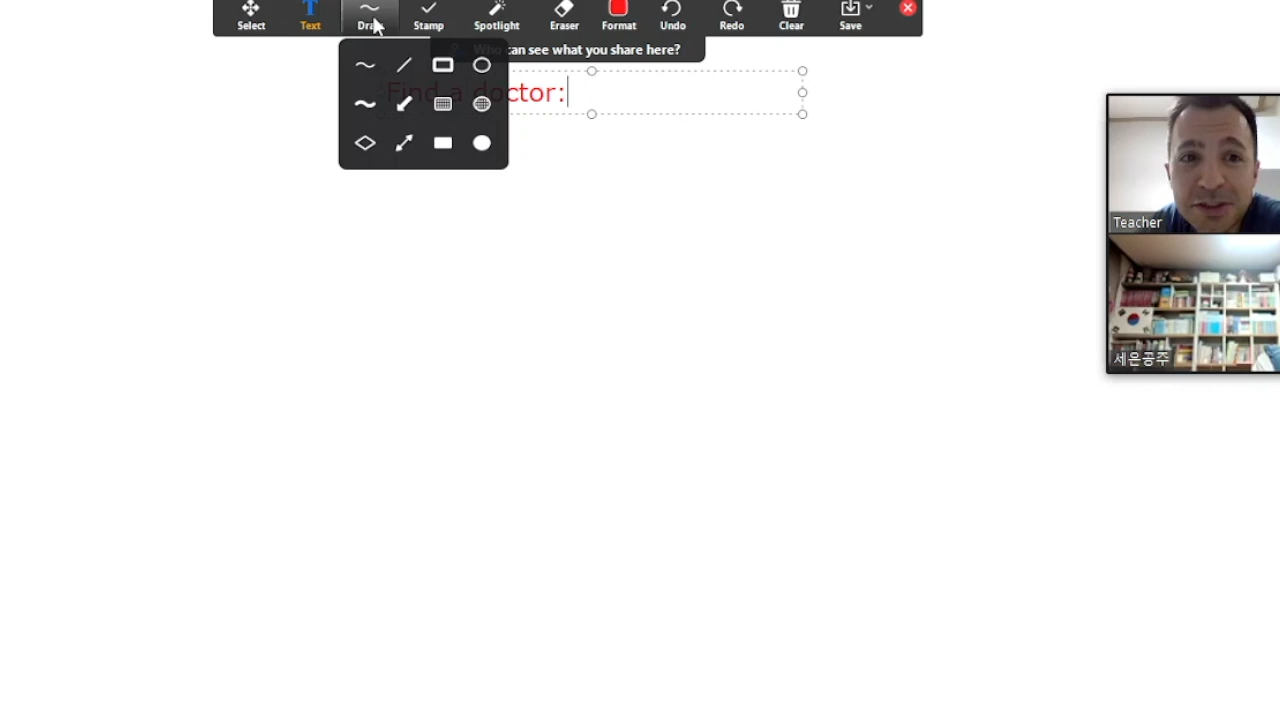 Select Text Draw Stamp Spotlight Eraser Format Undo Redo Clear Save
Who can see what you share here?
Find a doctor:
Teacher
세은공주